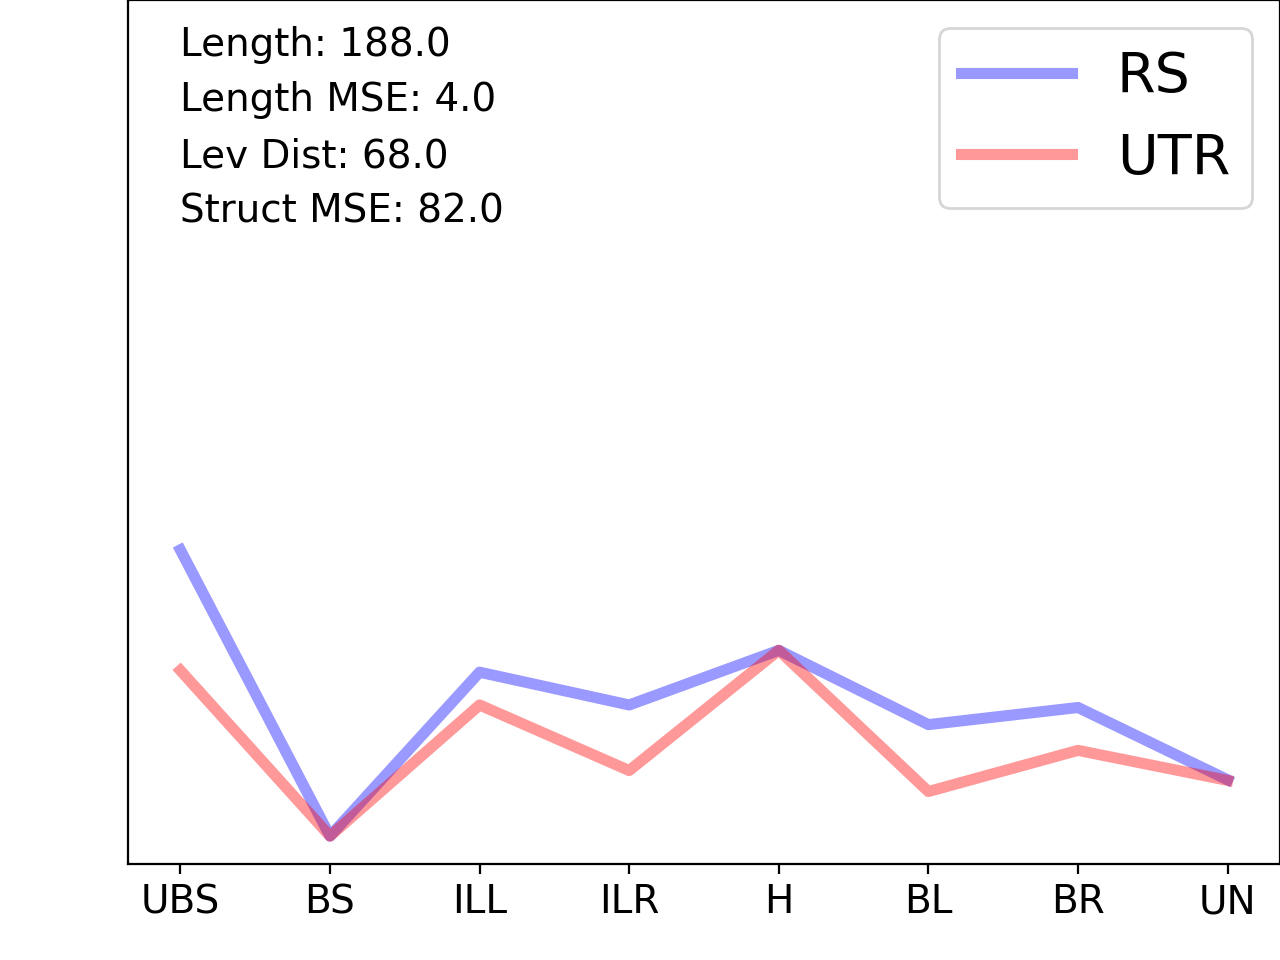 Length: 188.0
Length MSE: 4.0
Lev Dist: 68.0
Struct MSE: 82.0
RS
UTR
UBS BS ILL ILR H BL BR UN